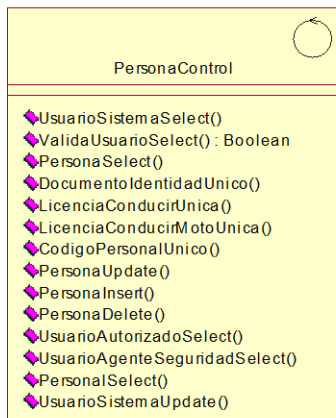 PersonaControl
UsuarioSistemaSelect()
ValidaUsuarioSelect() : Boolean
PersonaSelect()
DocumentoIdentidadUnico()
LicenciaConducirUnica()
LicenciaConducirMotoUnica()
CodigoPersonalUnico()
PersonaUpdate()
PersonaInsert()
PersonaDelete()
UsuarioAutorizadoSelect()
UsuarioAgenteSeguridadSelect()
PersonalSelect()
UsuarioSistemaUpdate()